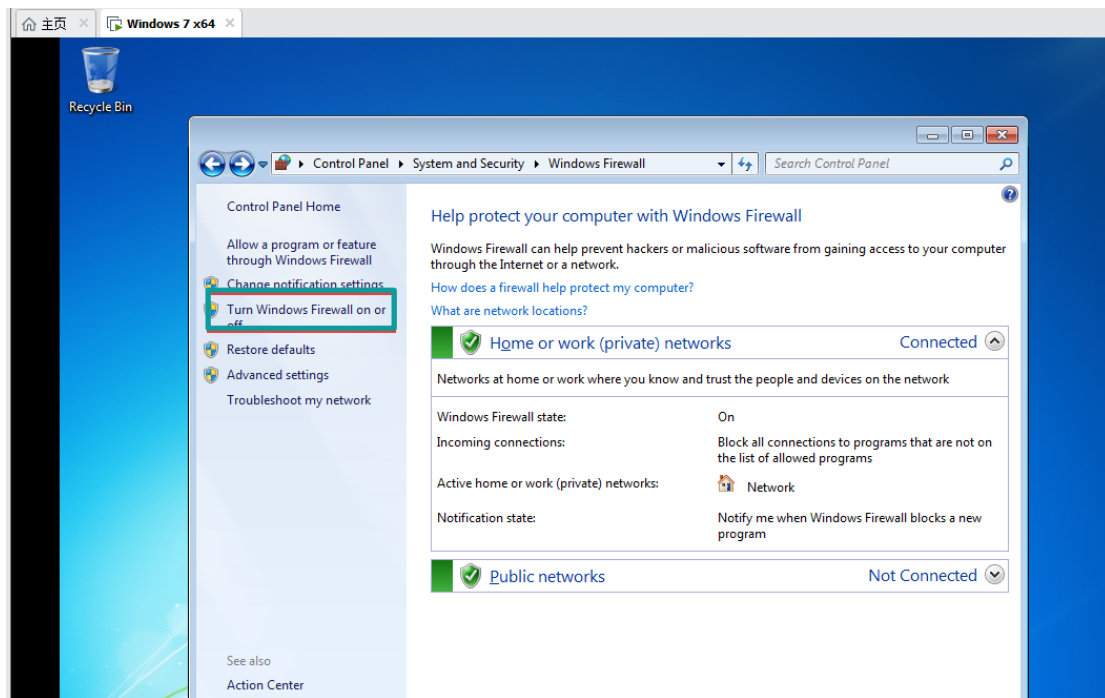 主页
Windows 7 x64
Recycle Bin
Control Panel
System and Security
Windows Firewall
Search Control Panel
Control Panel Home
Allow a program or feature
through Windows Firewall
Change notification settings
Turn Windows Firewall on or
off
Restore defaults
Advanced settings
Troubleshoot my network
See also
Action Center
Help protect your computer with Windows Firewall
Windows Firewall can help prevent hackers or malicious software from gaining access to your computer
through the Internet or a network.
How does a firewall help protect my computer?
What are network locations?
Home or work (private) networks
Connected
Networks at home or work where you know and trust the people and devices on the network
Windows Firewall state:
On
Incoming connections:
Block all connections to programs that are not on
the list of allowed programs
Active home or work (private) networks:
Network
Notification state:
Notify me when Windows Firewall blocks a new
program
Public networks
Not Connected